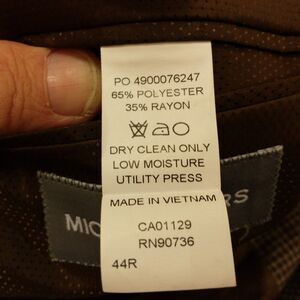 PO 4900076247
65% POLYESTER
35% RAYON
DRY CLEAN ONLY
LOW MOISTURE
UTILITY PRESS
MADE IN VIETNAM
CA01129
RN90736
44R